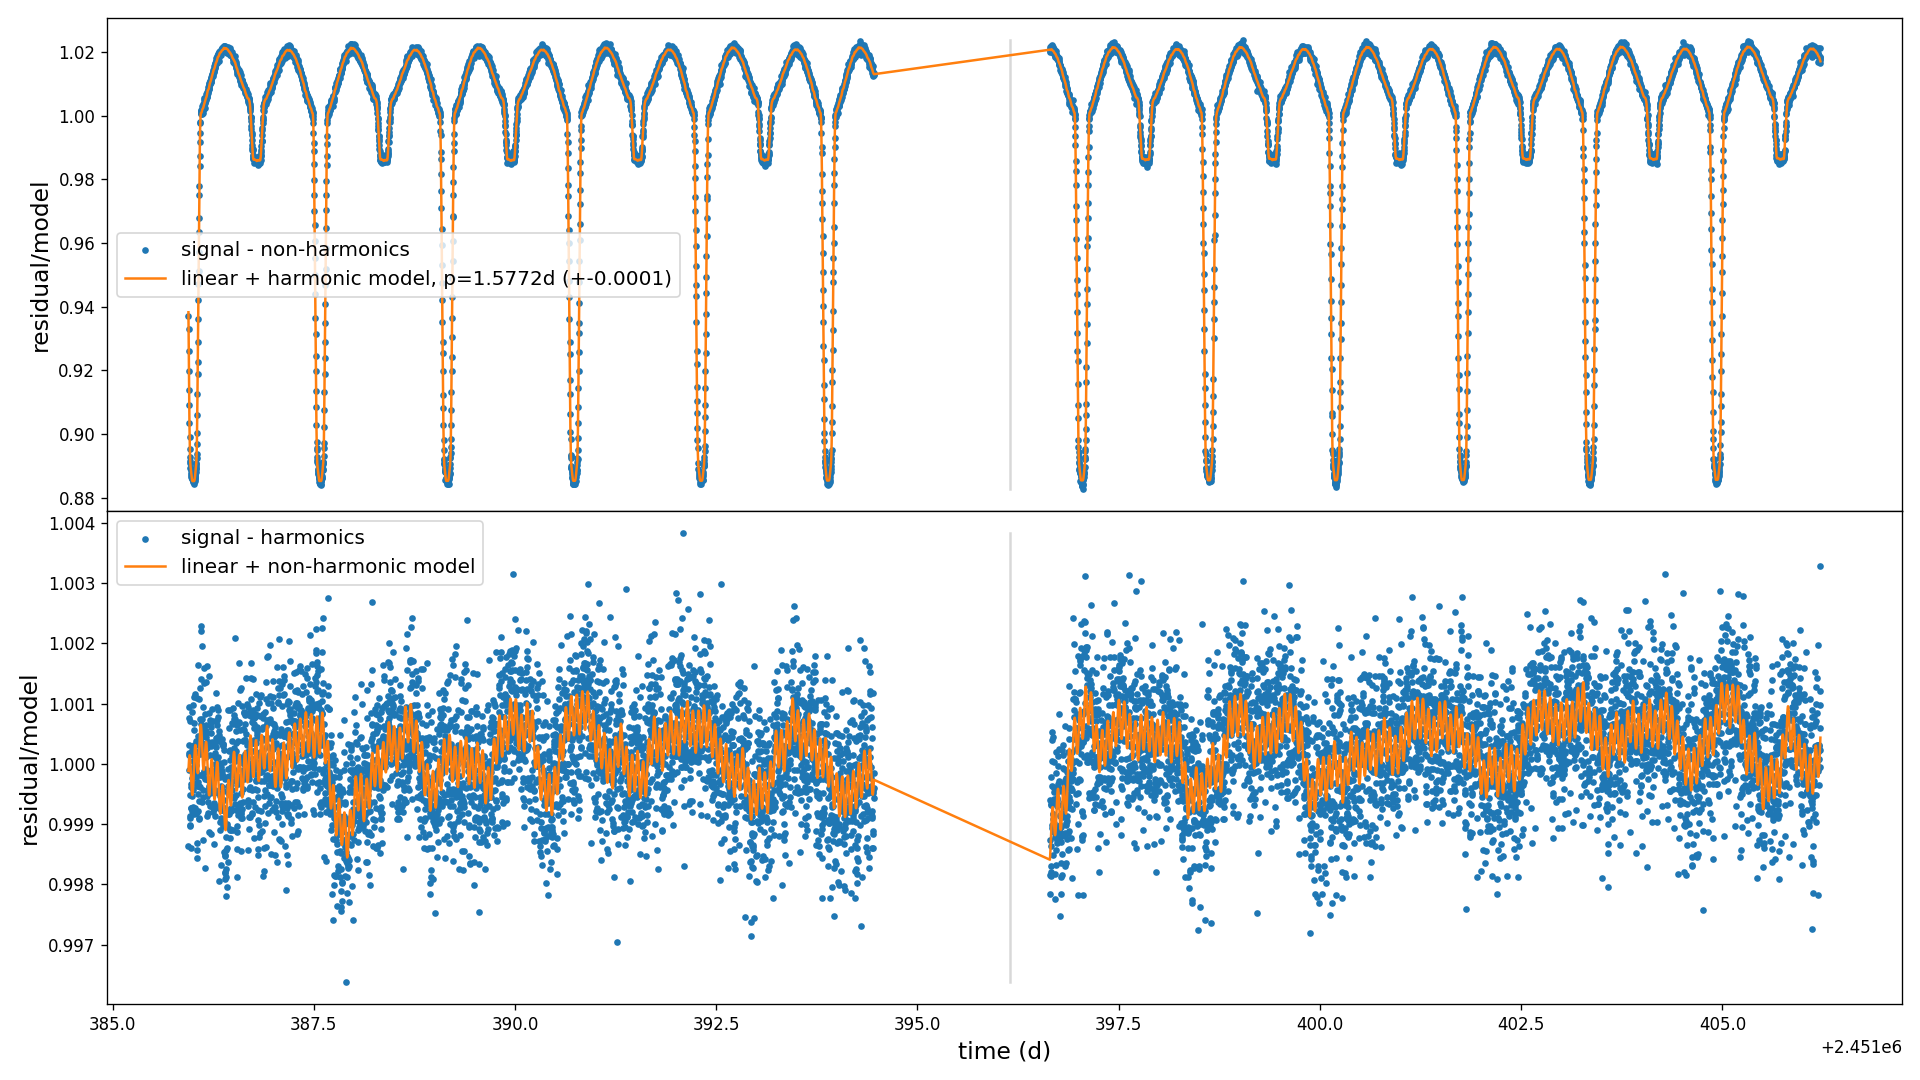 1.02
1.00
0.98
0.96
0.94
0.92
0.90
0.88
residual/model
signal - non-harmonics
linear + harmonic model, p=1.5772d (+-0.0001)
1.004
1.003
1.002
1.001
1.000
0.999
0.998
0.997
residual/model
signal - harmonics
linear + non-harmonic model
385.0 387.5 390.0 392.5 395.0 397.5 400.0 402.5 405.0
time (d)
+2.451e6